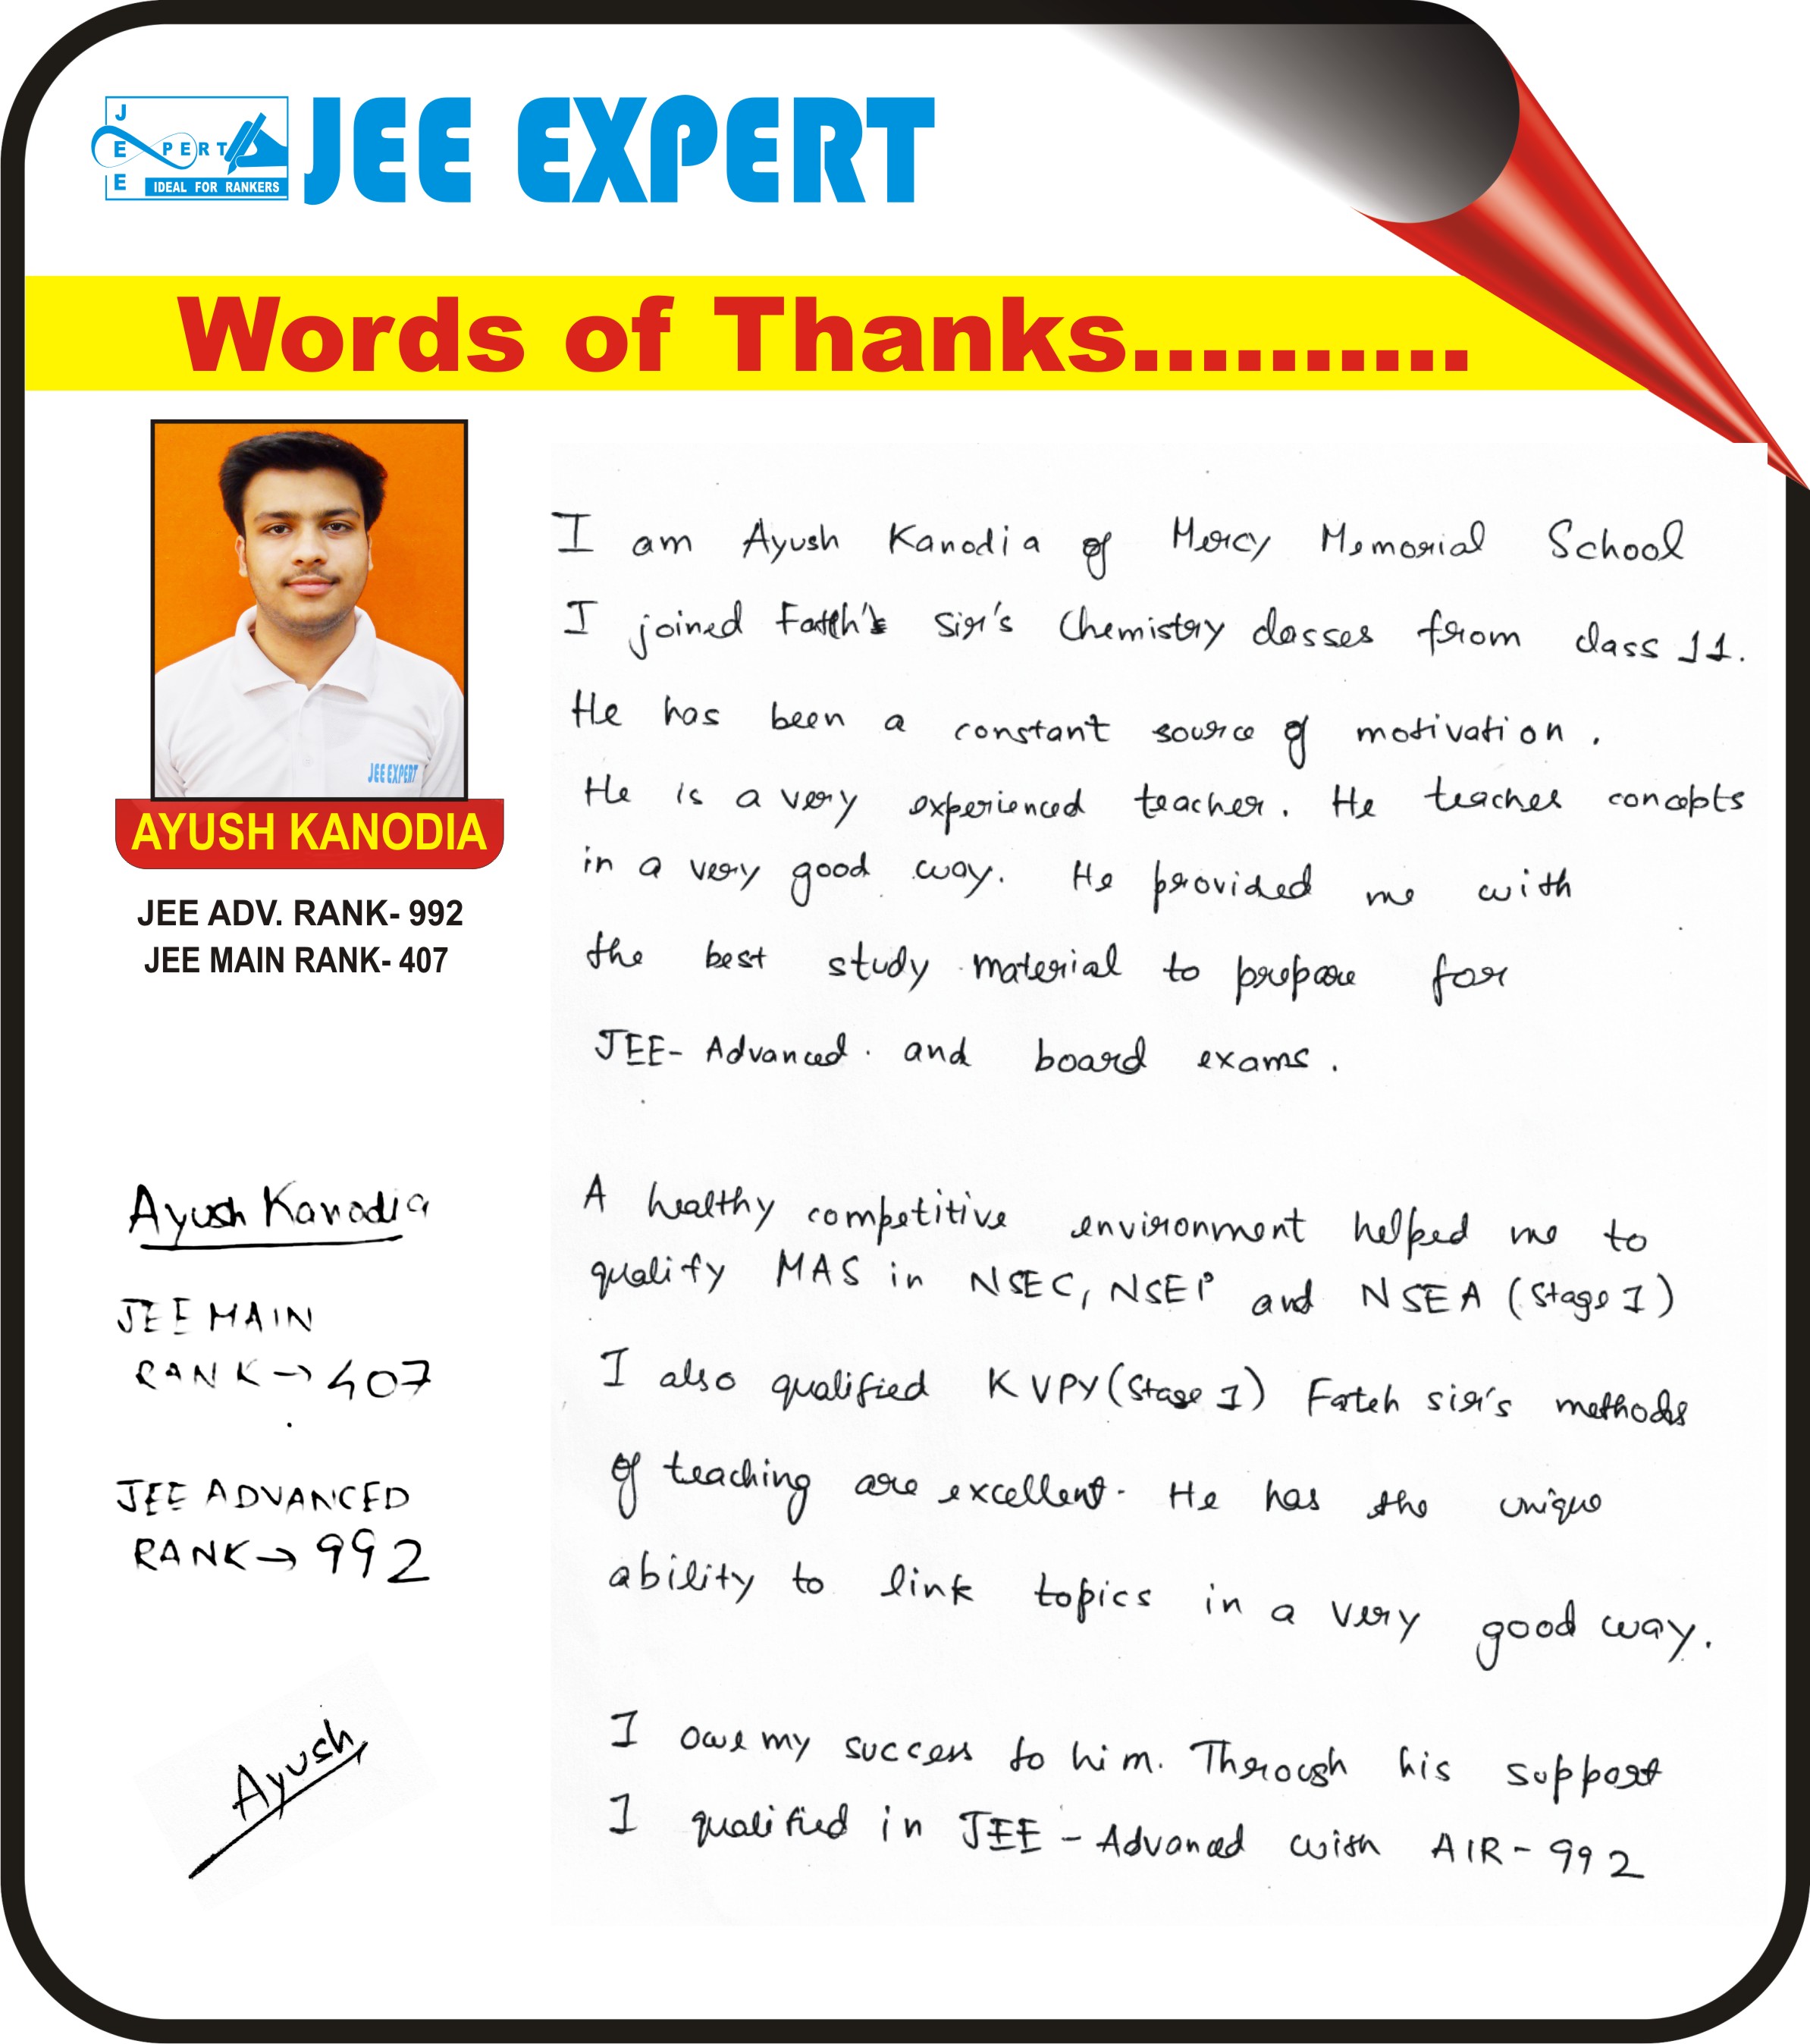 J
E PERT
E IDEAL FOR RANKERS
JEE EXPERT
Words of Thanks..........
JEE EXPERT
AYUSH KANODIA
JEE ADV. RANK- 992
JEE MAIN RANK- 407
Ayush Kanodia
JEE MAIN
RANK → 407
JEE ADVANCED
RANK → 992
Ayush
I am Ayush Kanodia of Mercy Memorial School
I joined Sir's Chemistry classes from class 11.
He has been a constant source of motivation.
He is a very experienced teacher. He teaches concepts
in a very good way. He provided me with
the best study material to prepare for
JEE- Advanced. and board exams.
A healthy competitive environment helped me to
qualify MAS in NSEC, NSEP and NSEA (Stage 1)
I also qualified KVPY (Stage 1) Fateh sir's methods
of teaching are excellent. He has the unique
ability to link topics in a very good way.
I owe my success to him. Through his support
I qualified in JEE - Advanced with AIR - 992